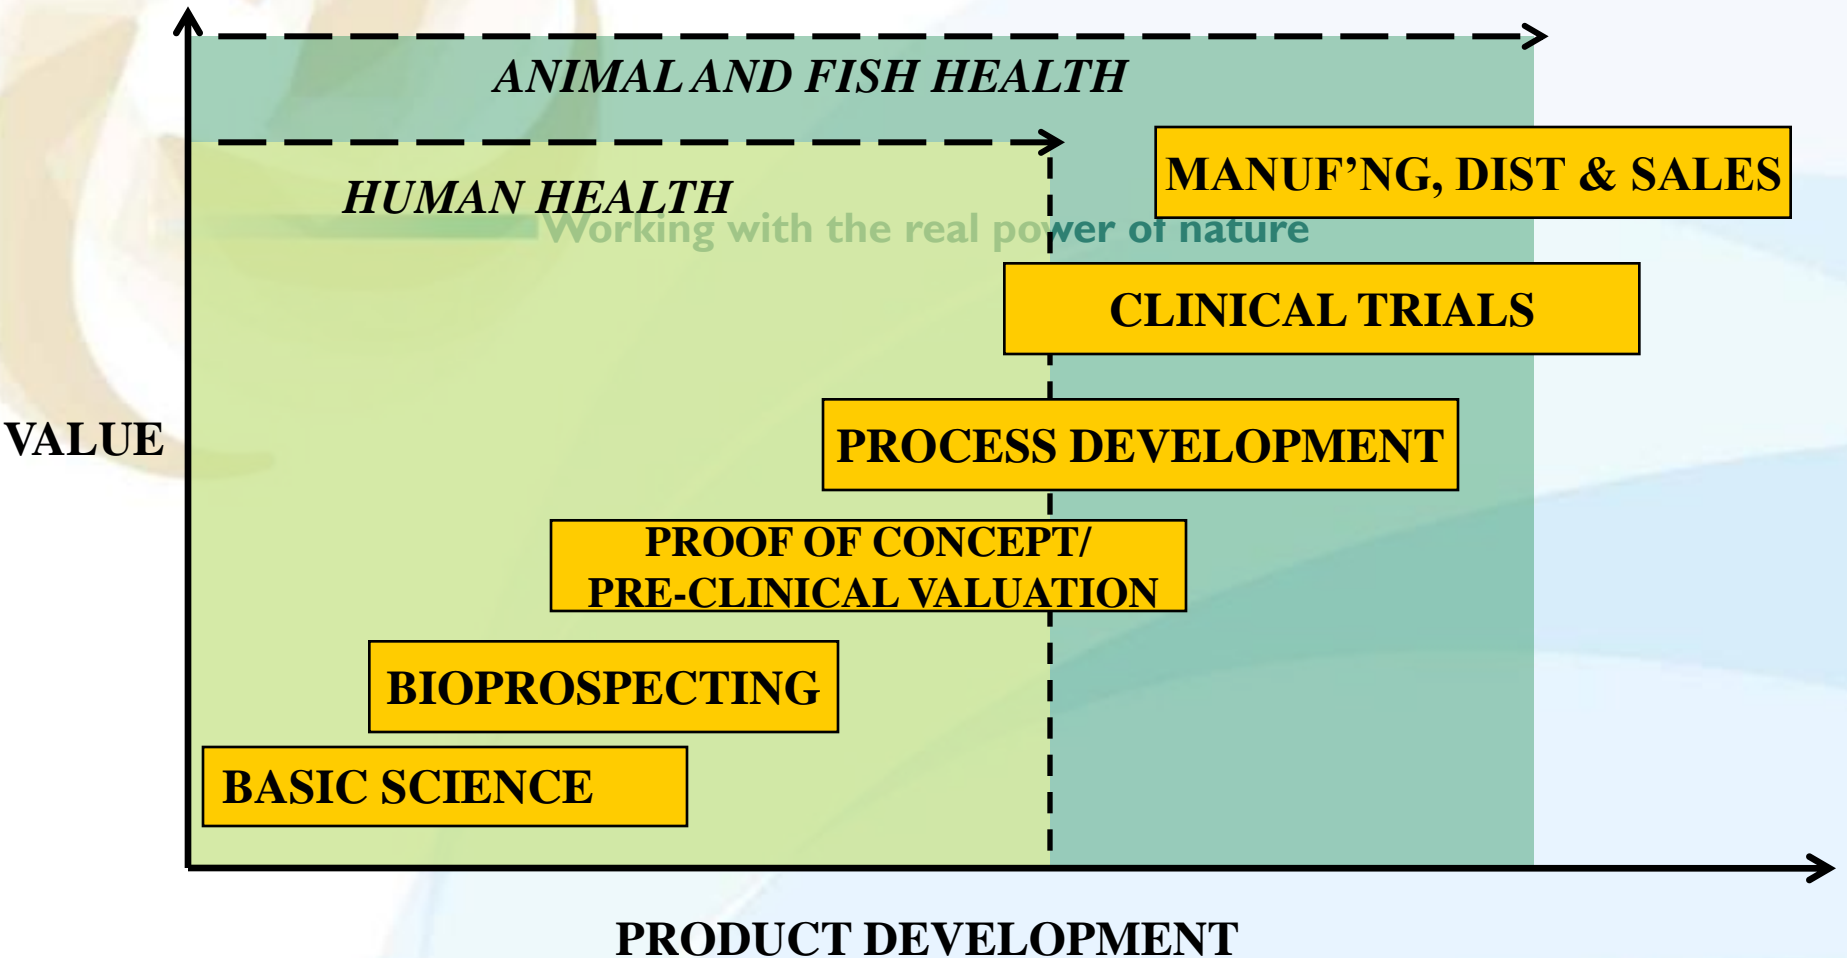 ANIMAL AND FISH HEALTH
MANUF'NG, DIST & SALES
HUMAN HEALTH
Working with the real power of nature
CLINICAL TRIALS
VALUE
PROCESS DEVELOPMENT
PROOF OF CONCEPT/
PRE-CLINICAL VALUATION
BIOPROSPECTING
BASIC SCIENCE
PRODUCT DEVELOPMENT